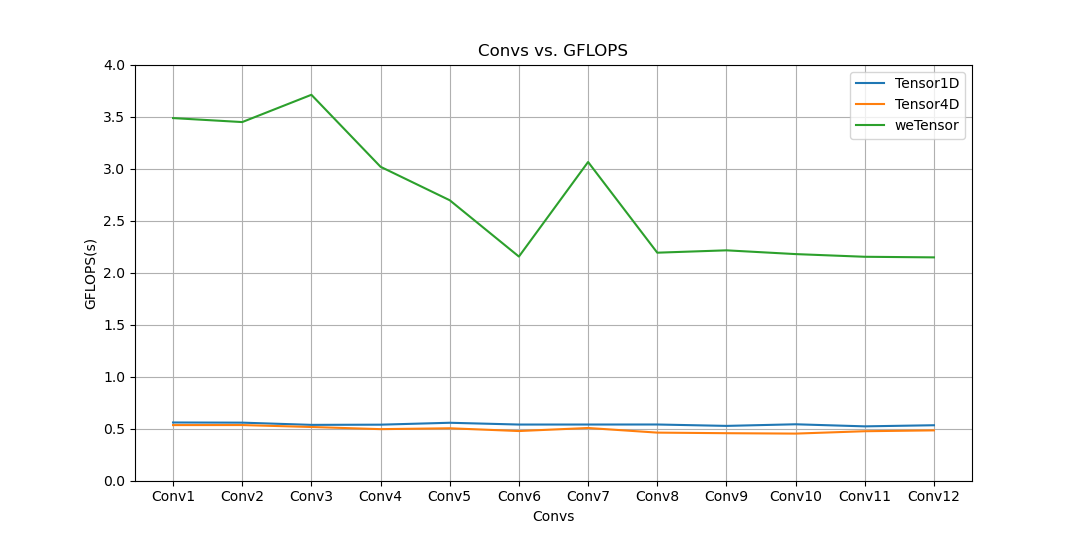 Convs vs. GFLOPS
Tensor1D
Tensor4D
weTensor
GFLOPS(s)
4.0
3.5
3.0
2.5
2.0
1.5
1.0
0.5
0.0
Conv1 Conv2 Conv3 Conv4 Conv5 Conv6 Conv7 Conv8 Conv9 Conv10 Conv11 Conv12
Convs